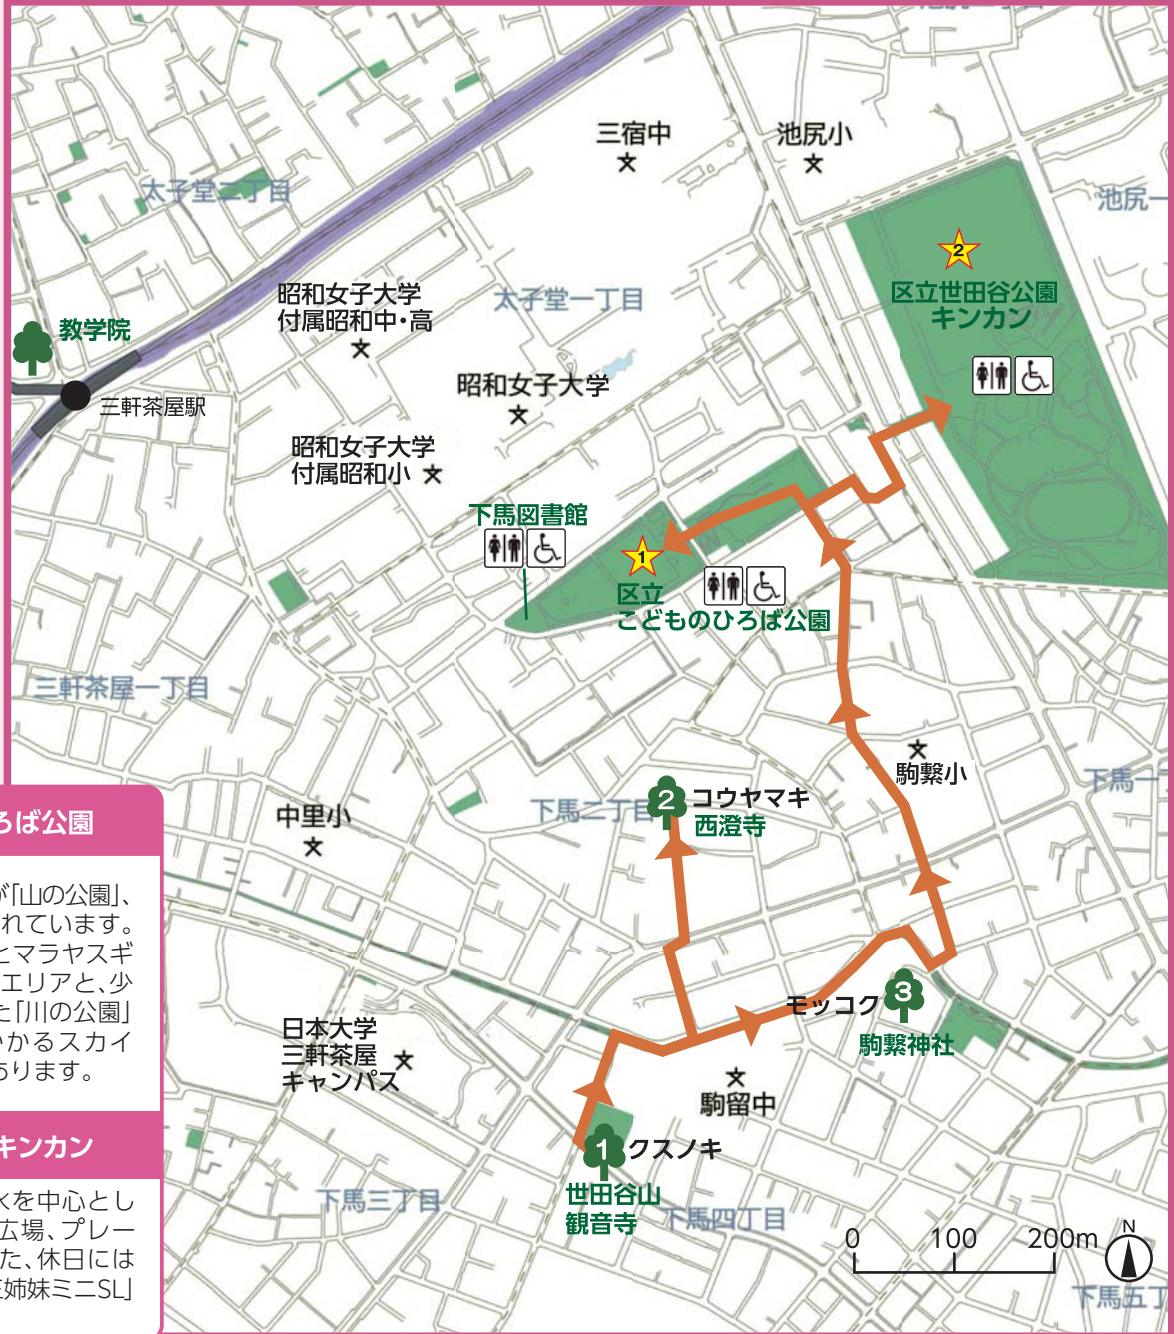 三宿中
池尻小
太子堂二丁目
池尻一
2
区立世田谷公園
キンカン
昭和女子大学
付属昭和中・高
太子堂一丁目
教学院
三軒茶屋駅
昭和女子大学
昭和女子大学
付属昭和小
下馬図書館
1
区立
こどものひろば公園
三軒茶屋一丁目
駒繋小
下馬一
2
コウヤマキ
西澄寺
下馬二丁目
中里小
ろば公園
が「山の公園」、
れています。
とマラヤスギ
エリアと、少
た「川の公園」
かかるスカイ
あります。
3
モッコク
駒繋神社
日本大学
三軒茶屋
キャンパス
駒留中
キンカン
水を中心とし
広場、プレー
た、休日には
三姉妹ミニSL」
1
クスノキ
世田谷山
観音寺
下馬三丁目
下馬四丁目
0 100 200m
N
下馬五丁